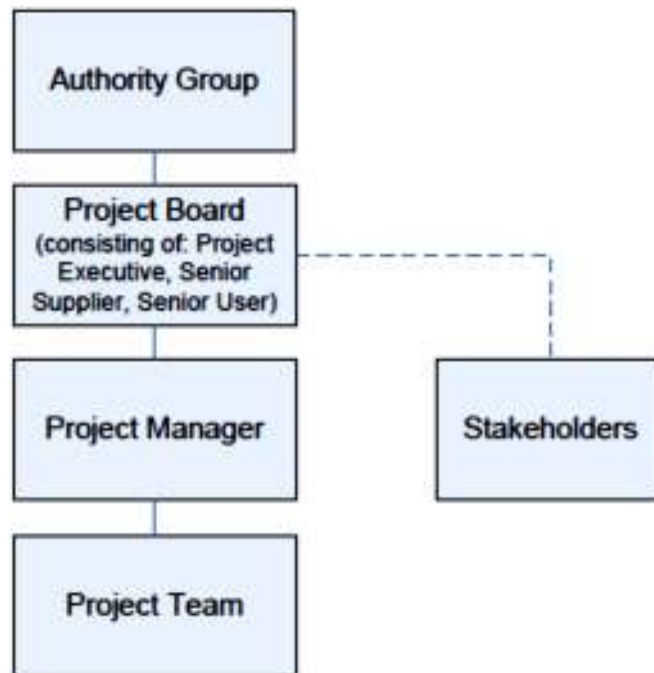 Authority Group
Project Board
(consisting of: Project
Executive, Senior
Supplier, Senior User)
Project Manager
Stakeholders
Project Team